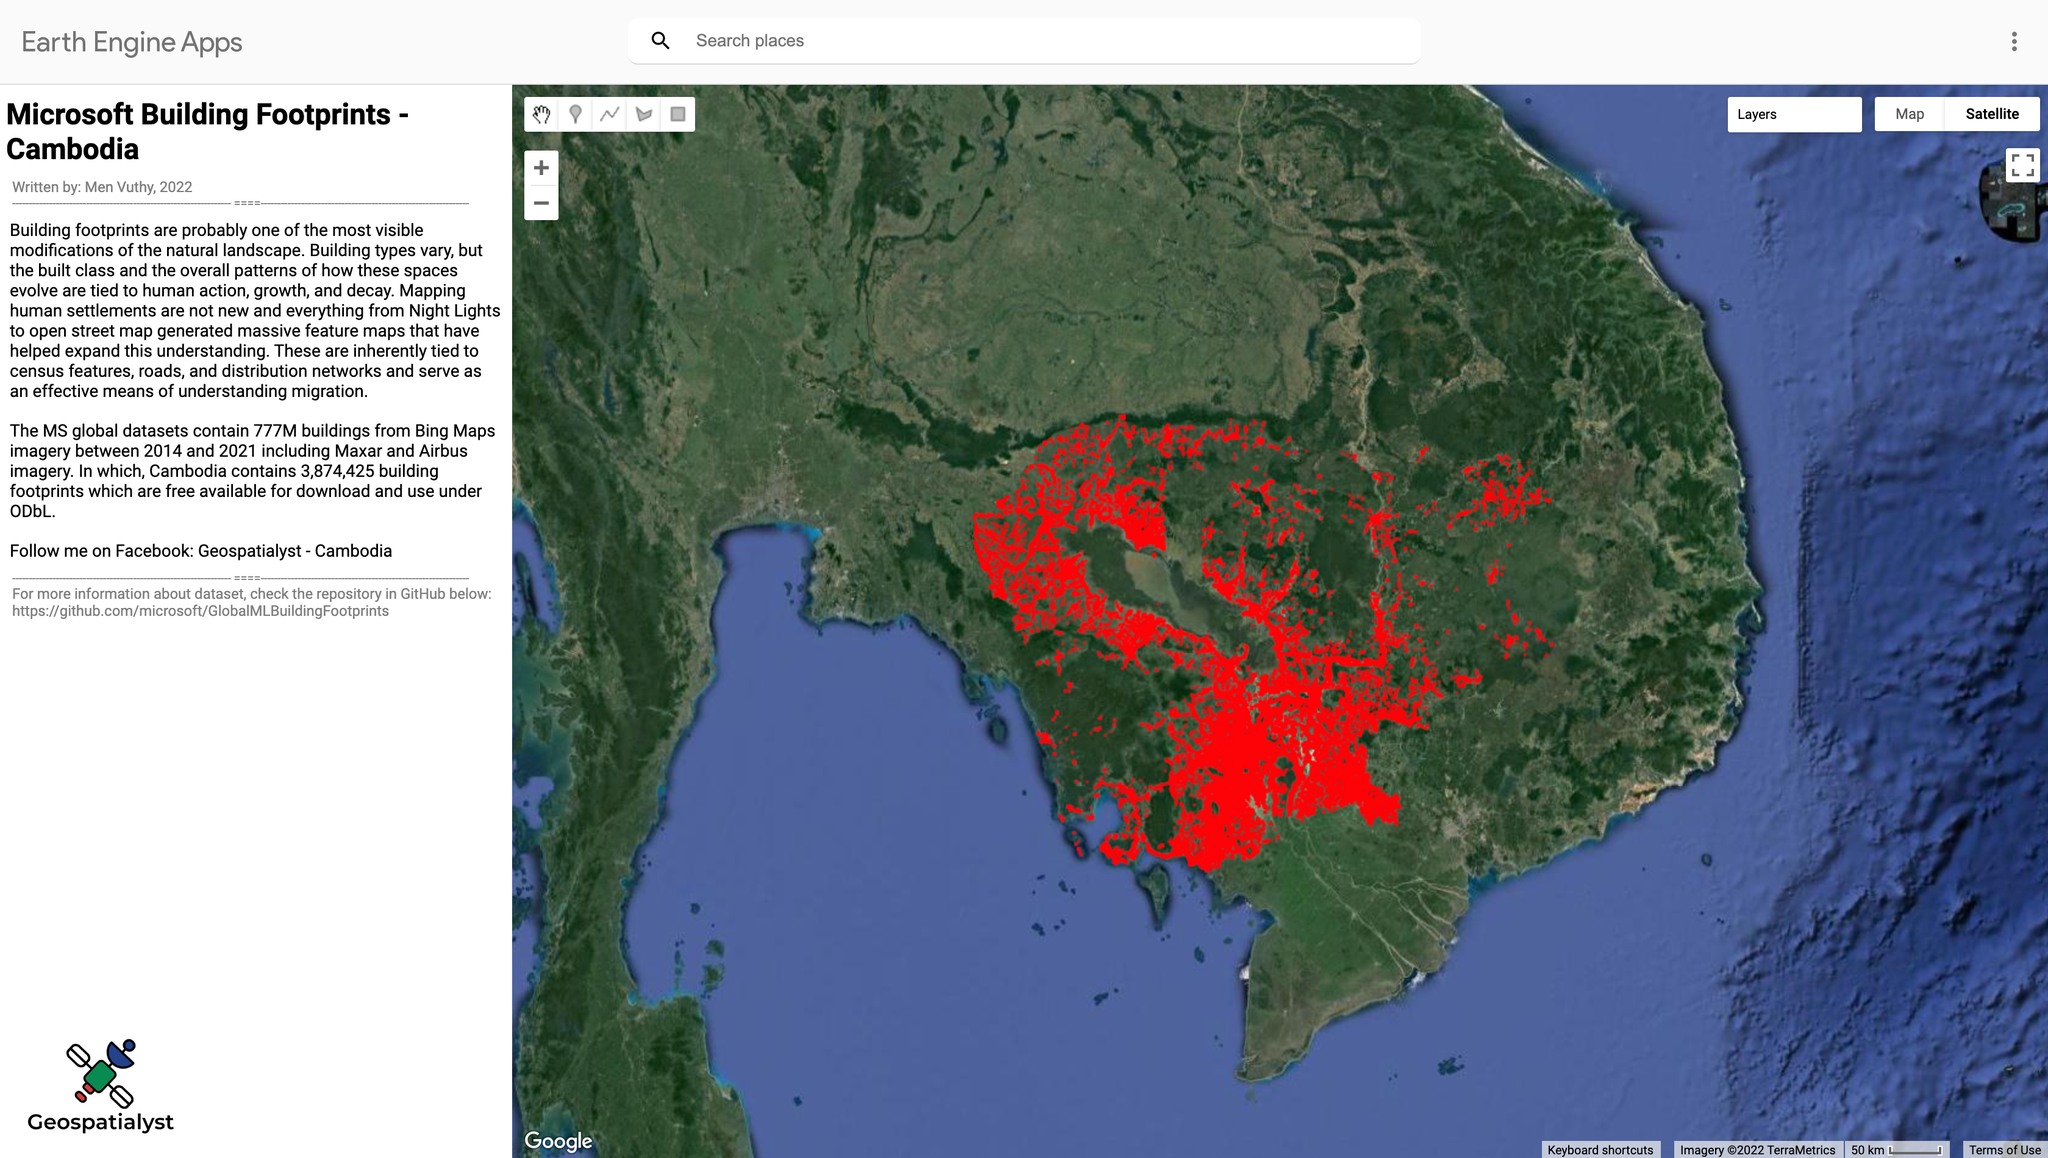 Earth Engine Apps
Search places
Microsoft Building Footprints -
Cambodia
Written by: Men Vuthy, 2022
====
Building footprints are probably one of the most visible
modifications of the natural landscape. Building types vary, but
the built class and the overall patterns of how these spaces
evolve are tied to human action, growth, and decay. Mapping
human settlements are not new and everything from Night Lights
to open street map generated massive feature maps that have
helped expand this understanding. These are inherently tied to
census features, roads, and distribution networks and serve as
an effective means of understanding migration.
The MS global datasets contain 777M buildings from Bing Maps
imagery between 2014 and 2021 including Maxar and Airbus
imagery. In which, Cambodia contains 3,874,425 building
footprints which are free available for download and use under
ODbL.
Follow me on Facebook: Geospatialyst - Cambodia
====
For more information about dataset, check the repository in GitHub below:
https://github.com/microsoft/GlobalMLBuildingFootprints
Geospatialyst
Layers
Map Satellite
Google
Keyboard shortcuts Imagery ©2022 TerraMetrics 50 km Terms of Use